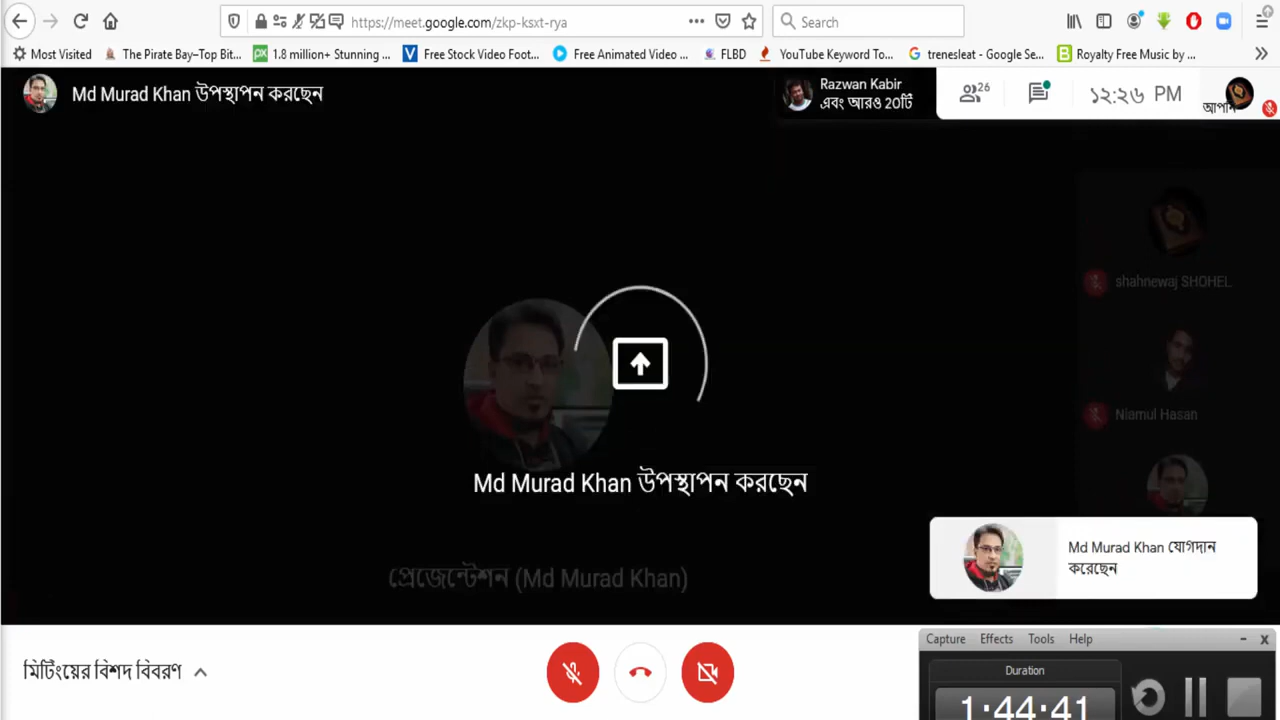 https://meet.google.com/zkp-ksxt-rya
Search
Most Visited
The Pirate Bay–Top Bit...
1.8 million+ Stunning ...
Free Stock Video Foot...
Free Animated Video ...
FLBD
YouTube Keyword To...
trenesleat - Google Se...
Royalty Free Music by ...
Md Murad Khan উপস্থাপন করছেন
Razwan Kabir
এবং আরও 20টি
26
১২:২৬ PM
আপনি
shahnewaj SHOHEL
Niamul Hasan
Md Murad Khan উপস্থাপন করছেন
Md Murad Khan যোগদান
করেছেন
প্রেজেন্টেশন (Md Murad Khan)
মিটিংয়ের বিশদ বিবরণ
Capture Effects Tools Help
Duration
1:44:41